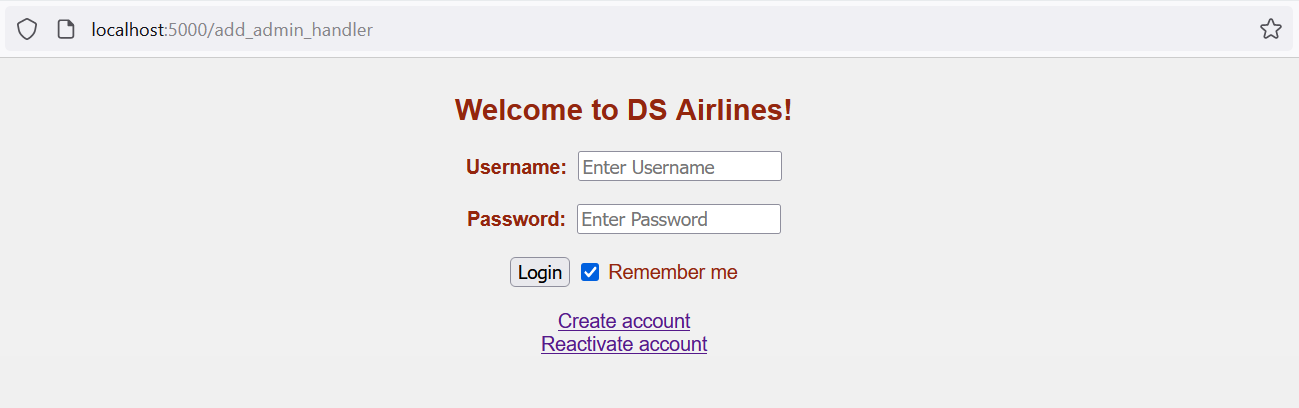 localhost:5000/add_admin_handler
Welcome to DS Airlines!
Username: Enter Username
Password: Enter Password
Login Remember me
Create account
Reactivate account